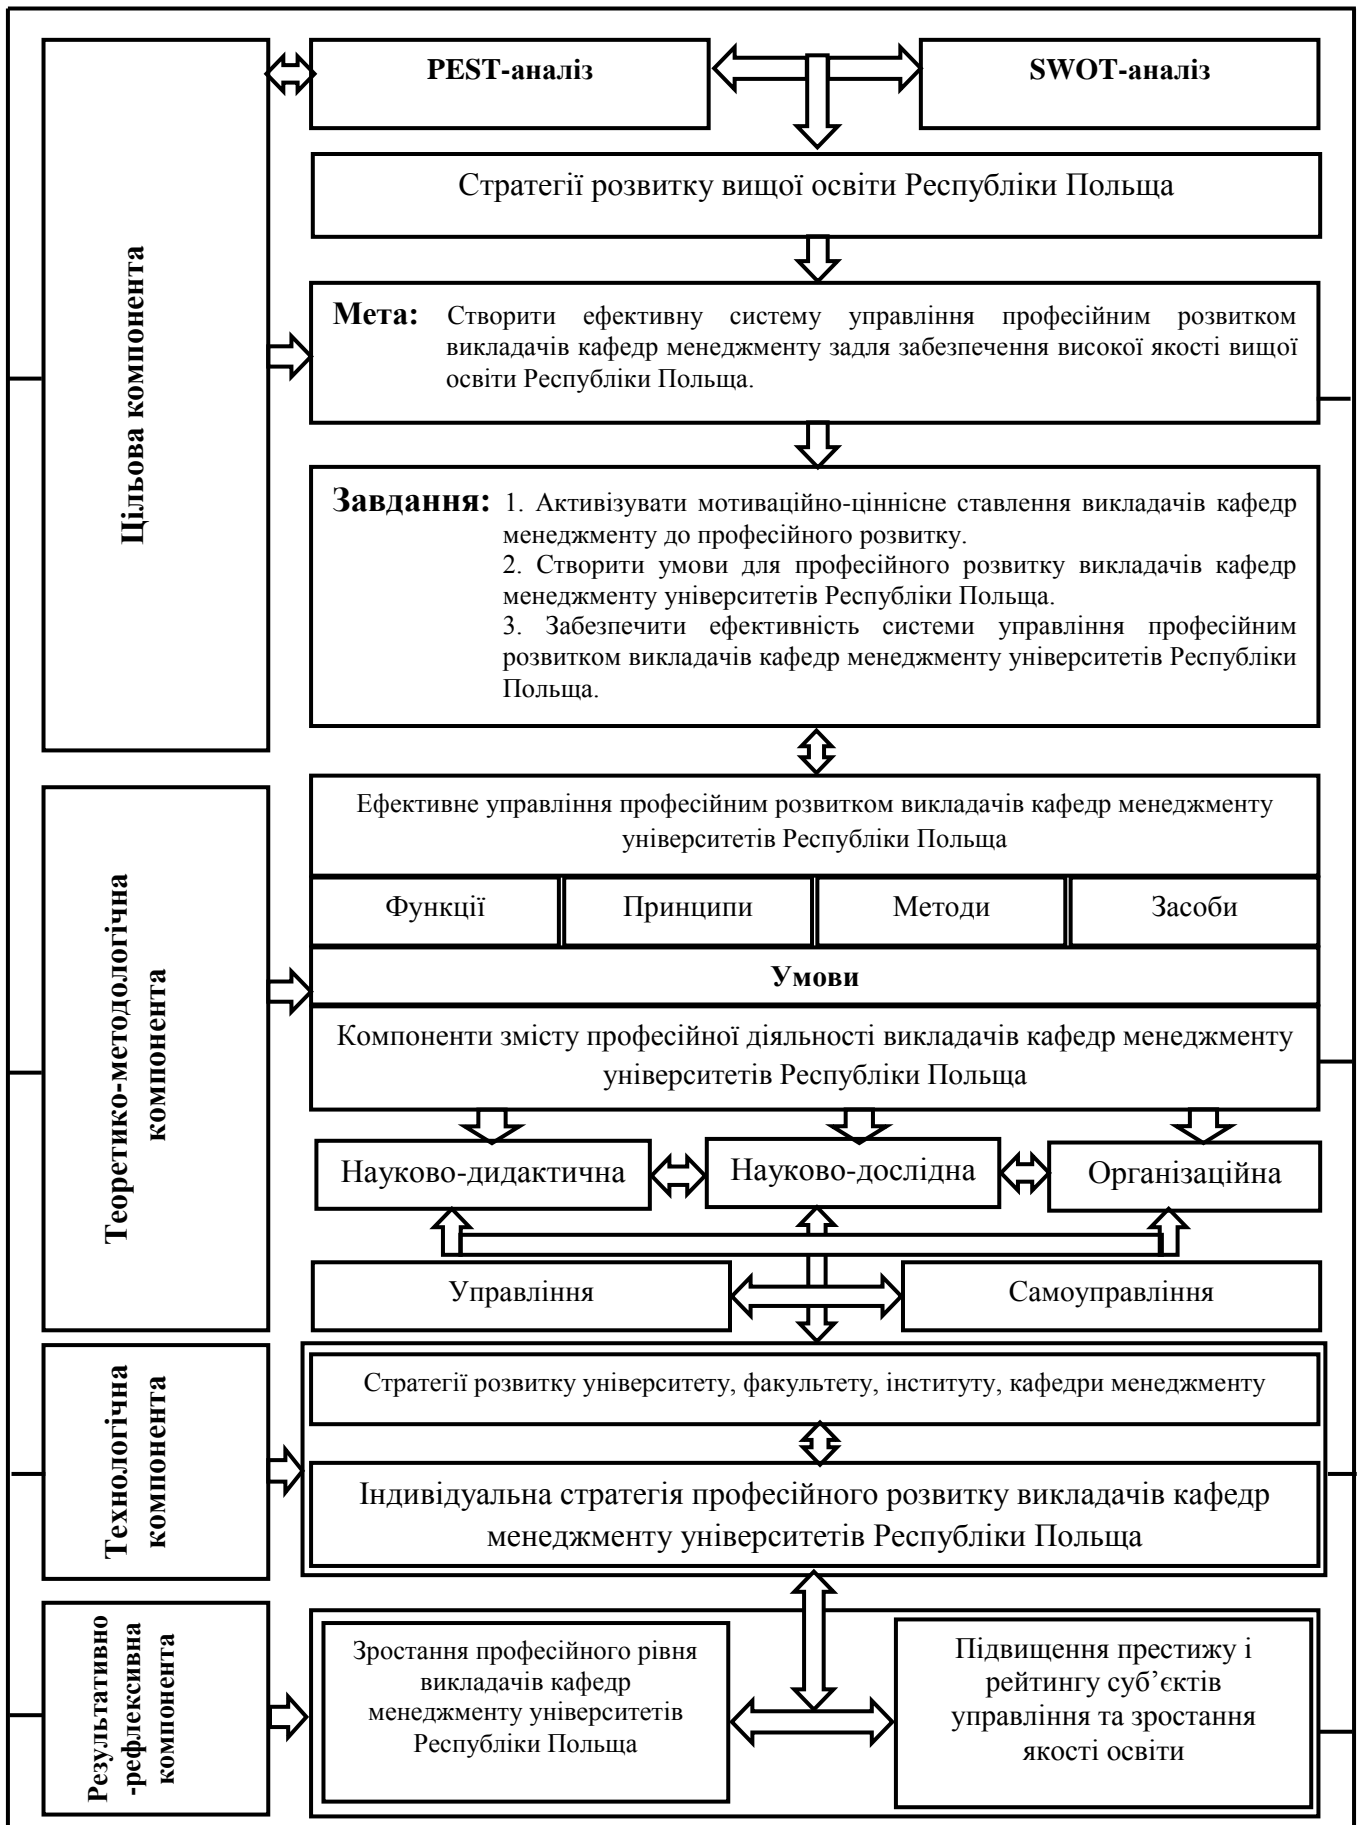 Цільова компонента
PEST-аналіз
SWOT-аналіз
Стратегії розвитку вищої освіти Республіки Польща
Мета: Створити ефективну систему управління професійним розвитком
викладачів кафедр менеджменту задля забезпечення високої якості вищої
освіти Республіки Польща.
Завдання: 1. Активізувати мотиваційно-ціннісне ставлення викладачів кафедр
менеджменту до професійного розвитку.
2. Створити умови для професійного розвитку викладачів кафедр
менеджменту університетів Республіки Польща.
3. Забезпечити ефективність системи управління професійним
розвитком викладачів кафедр менеджменту університетів Республіки
Польща.
Теоретико-методологічна
компонента
Ефективне управління професійним розвитком викладачів кафедр менеджменту
університетів Республіки Польща
Функції
Принципи
Методи
Засоби
Умови
Компоненти змісту професійної діяльності викладачів кафедр менеджменту
університетів Республіки Польща
Науково-дидактична
Науково-дослідна
Організаційна
Управління
Самоуправління
Технологічна
компонента
Стратегії розвитку університету, факультету, інституту, кафедри менеджменту
Індивідуальна стратегія професійного розвитку викладачів кафедр
менеджменту університетів Республіки Польща
Результативно
-рефлексивна
компонента
Зростання професійного рівня
викладачів кафедр
менеджменту університетів
Республіки Польща
Підвищення престижу і
рейтингу суб’єктів
управління та зростання
якості освіти